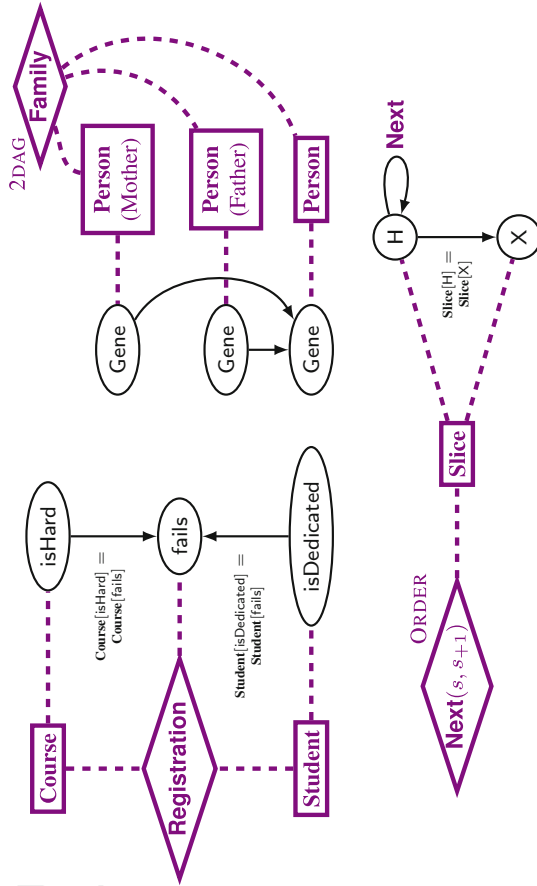 Course
isHard
Course[isHard] =
Course[fails]
Registration
fails
Student[isDedicated] =
Student[fails]
Student
isDedicated
2DAG
Family
Gene
Person
(Mother)
Gene
Person
(Father)
Gene
Person
ORDER
Next(s, s+1)
Slice
H
Next
Slice[H] =
Slice[X]
X